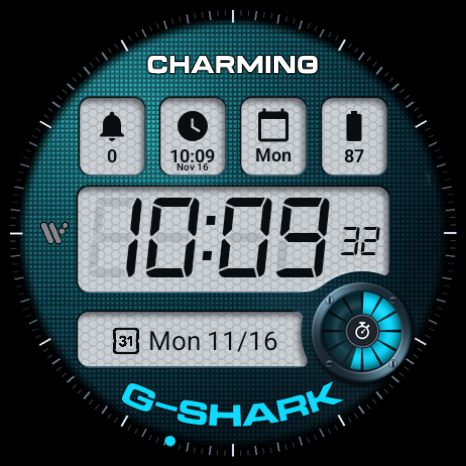 CHARMING
0
10:09
Nov 16
Mon
87
10:09 32
31 Mon 11/16
G-SHARK